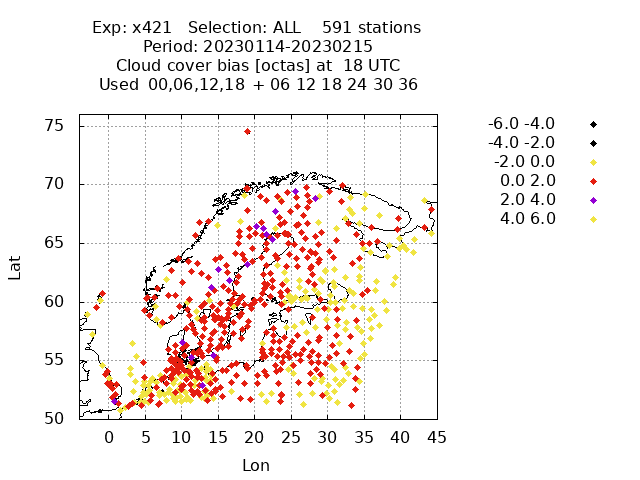 Exp: x421 Selection: ALL 591 stations
Period: 20230114-20230215
Cloud cover bias [octas] at 18 UTC
Used 00,06,12,18 + 06 12 18 24 30 36
75
70
65
60
55
50
Lat
0 5 10 15 20 25 30 35 40 45
Lon
-6.0 -4.0
-4.0 -2.0
-2.0 0.0
0.0 2.0
2.0 4.0
4.0 6.0